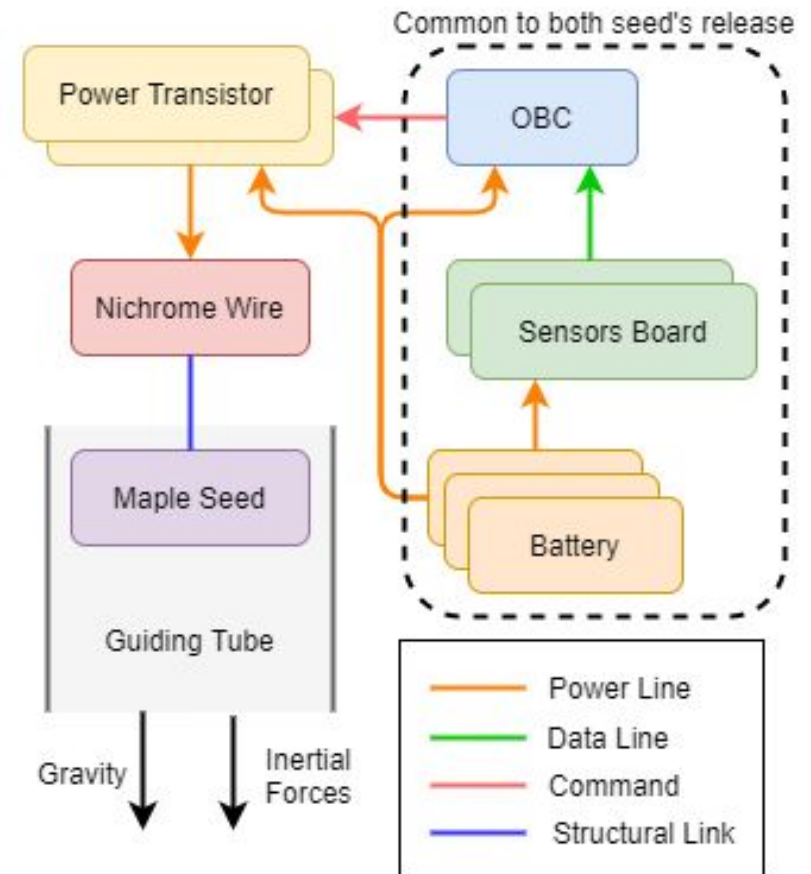 Common to both seed's release
Power Transistor
OBC
Nichrome Wire
Sensors Board
Maple Seed
Battery
Guiding Tube
Gravity
Inertial
Forces
Power Line
Data Line
Command
Structural Link